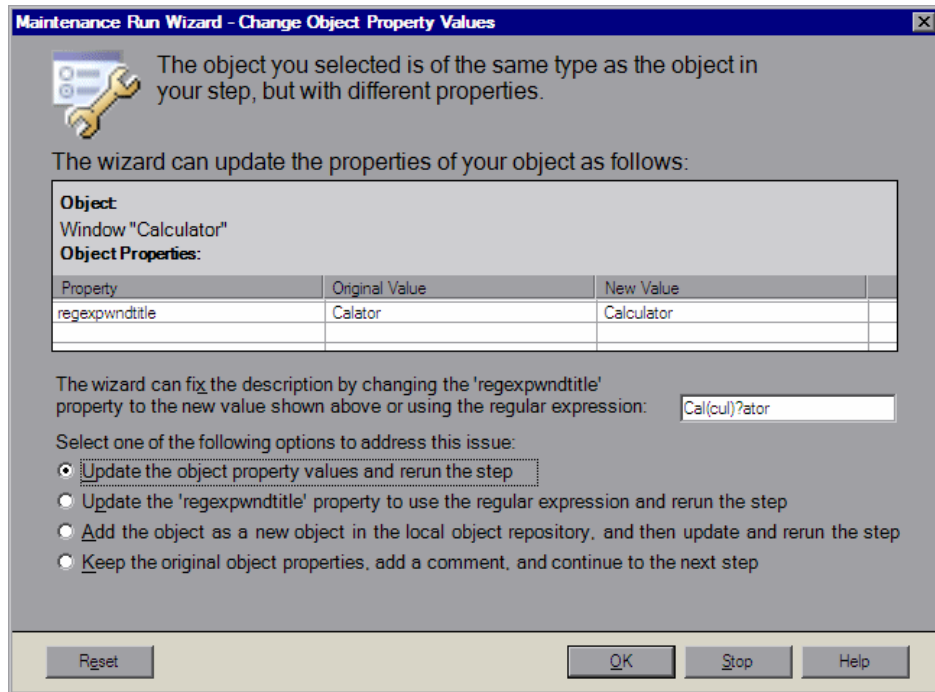 Maintenance Run Wizard - Change Object Property Values
The object you selected is of the same type as the object in
your step, but with different properties.
The wizard can update the properties of your object as follows:
Object:
Window "Calculator"
Object Properties:
Property Original Value New Value
regexpwndtitle Calator Calculator
The wizard can fix the description by changing the 'regexpwndtitle'
property to the new value shown above or using the regular expression: Cal(cul)?ator
Select one of the following options to address this issue:
Update the object property values and rerun the step
Update the 'regexpwndtitle' property to use the regular expression and rerun the step
Add the object as a new object in the local object repository, and then update and rerun the step
Keep the original object properties, add a comment, and continue to the next step
Reset OK Stop Help